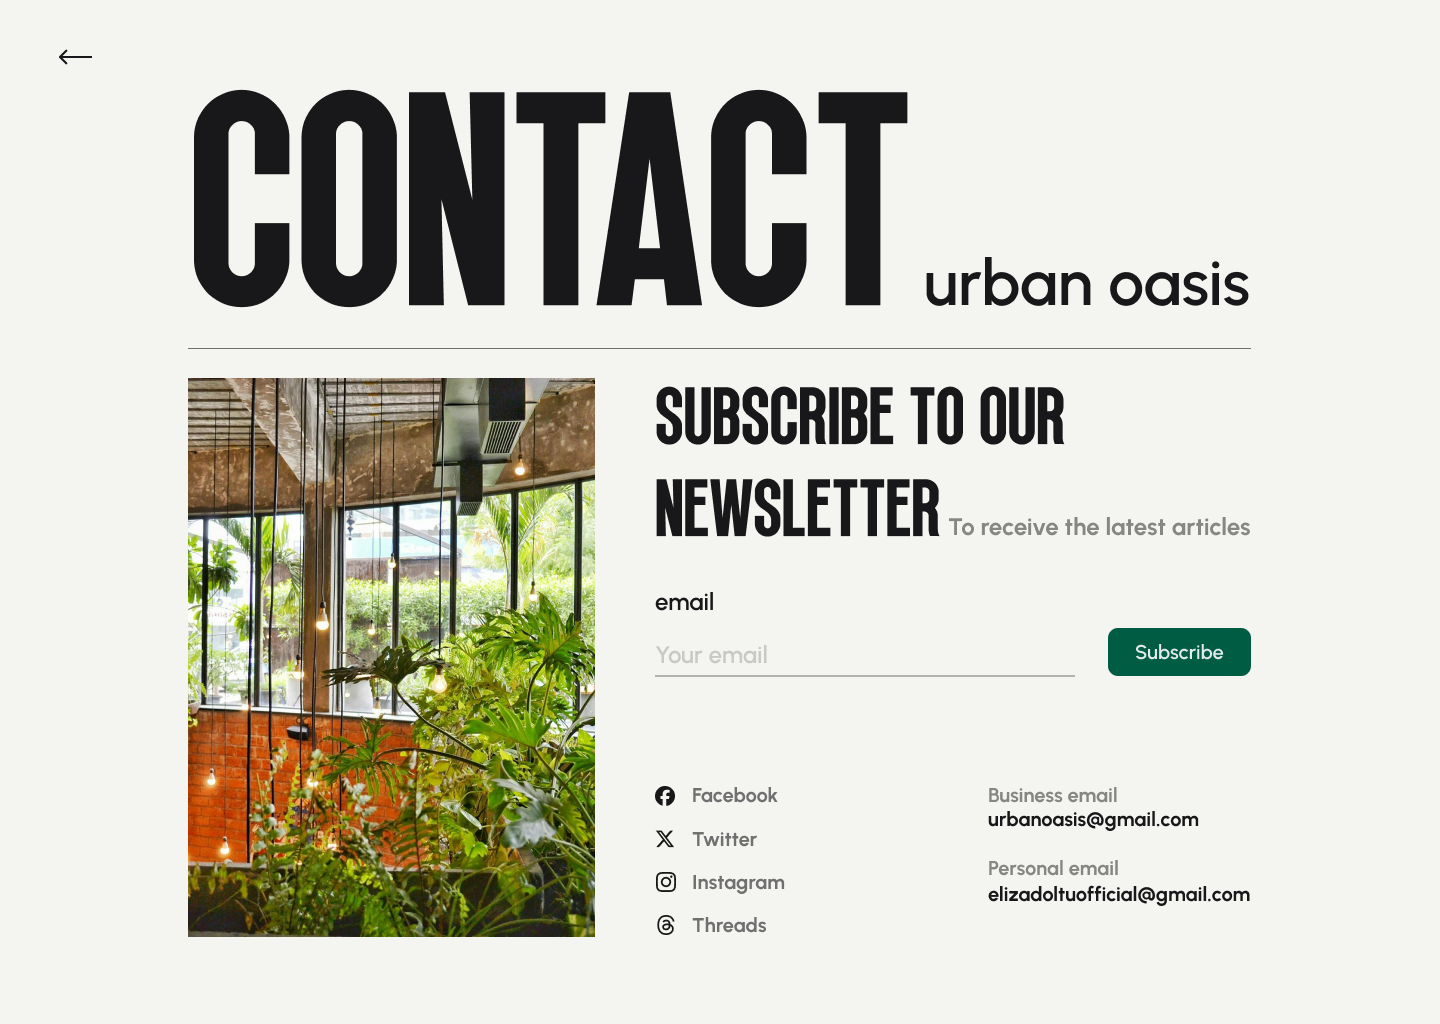 CONTACT urban oasis
SUBSCRIBE TO OUR
NEWSLETTER To receive the latest articles
email
Your email
Subscribe
Facebook
Twitter
Instagram
Threads
Business email
urbanoasis@gmail.com
Personal email
elizadoltuofficial@gmail.com